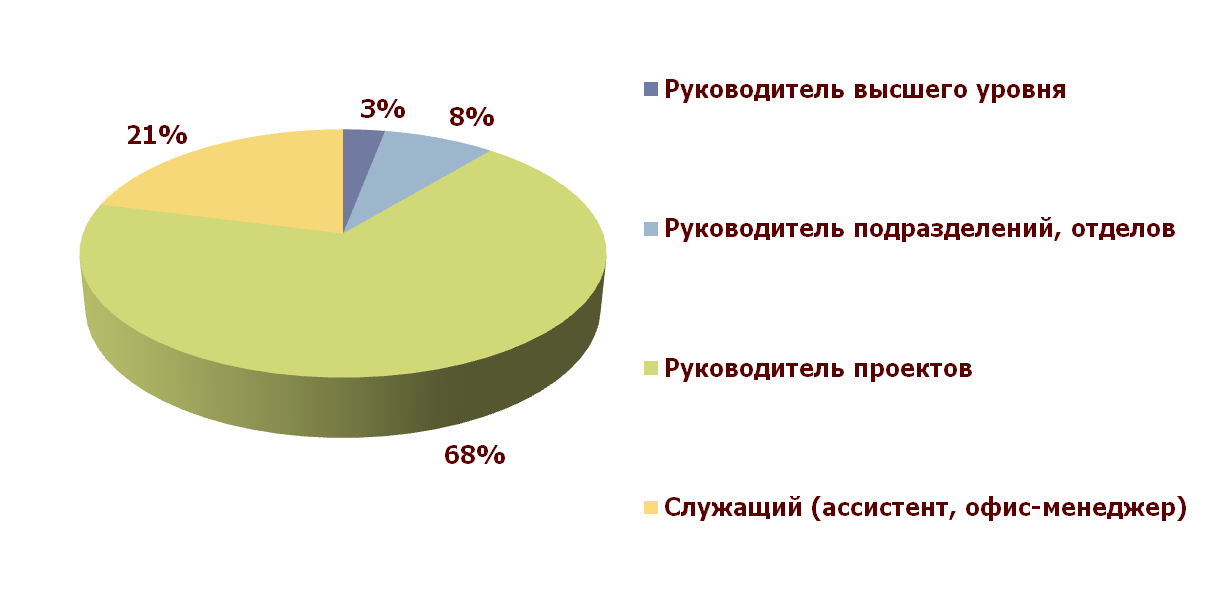 3%
8%
21%
68%
Руководитель высшего уровня
Руководитель подразделений, отделов
Руководитель проектов
Служащий (ассистент, офис-менеджер)